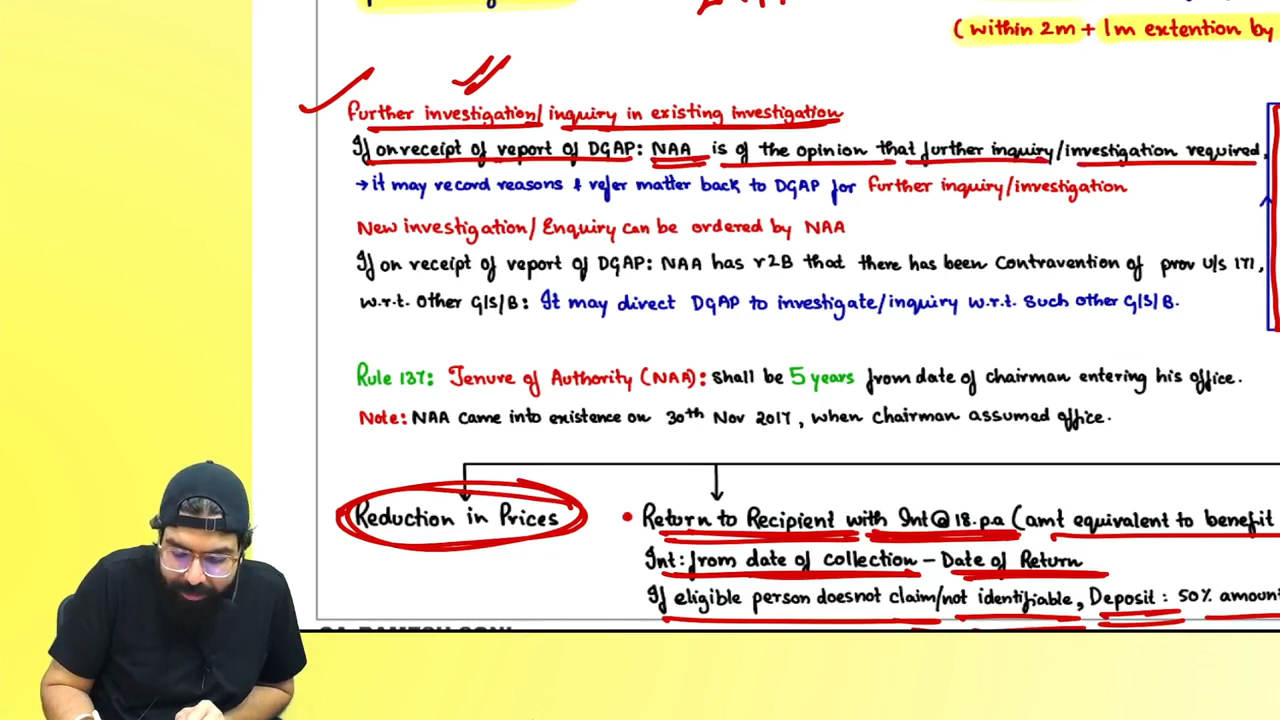 (within 2m + 1m extention by
Further investigation/ inquiry in existing investigation
If on receipt of report of DGAP: NAA is of the opinion that further inquiry/investigation required,
→ it may record reasons & refer matter back to DGAP for further inquiry/investigation
New investigation/ Enquiry can be ordered by NAA
If on receipt of report of DGAP: NAA has r2B that there has been Contravention of prov u/s 171,
w.r.t. other G/S/B: It may direct DGAP to investigate/inquiry w.r.t. Such other G/S/B.
Rule 137: Tenure of Authority (NAA): shall be 5 years from date of chairman entering his office.
Note: NAA came into existence on 30th Nov 2017, when chairman assumed office.
Reduction in Prices
• Return to Recipient with Int@ 18. p.a (amt equivalent to benefit
Int: from date of collection – Date of Return
If eligible person doesnot claim/not identifiable, Deposit: 50% amount